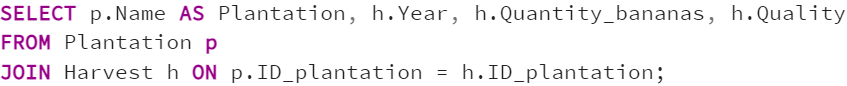 SELECT p.Name AS Plantation, h.Year, h.Quantity_bananas, h.Quality
FROM Plantation p
JOIN Harvest h ON p.ID_plantation = h.ID_plantation;